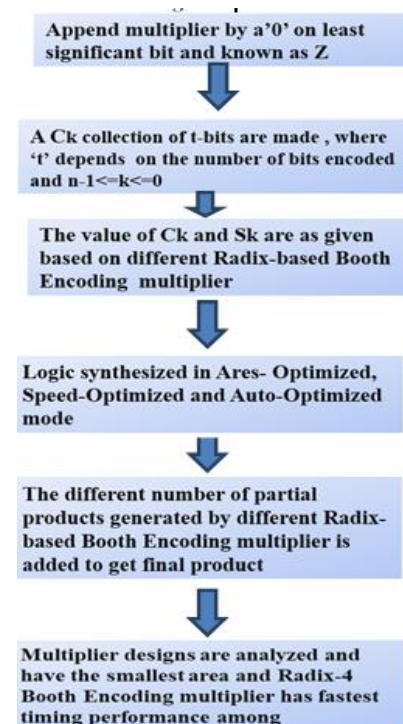 Append multiplier by a'0' on least
significant bit and known as Z
A Ck collection of t-bits are made , where
't' depends on the number of bits encoded
and n-1<=k<=0
The value of Ck and Sk are as given
based on different Radix-based Booth
Encoding multiplier
Logic synthesized in Ares- Optimized,
Speed-Optimized and Auto-Optimized
mode
The different number of partial
products generated by different Radix-
based Booth Encoding multiplier is
added to get final product
Multiplier designs are analyzed and
have the smallest area and Radix-4
Booth Encoding multiplier has fastest
timing performance among